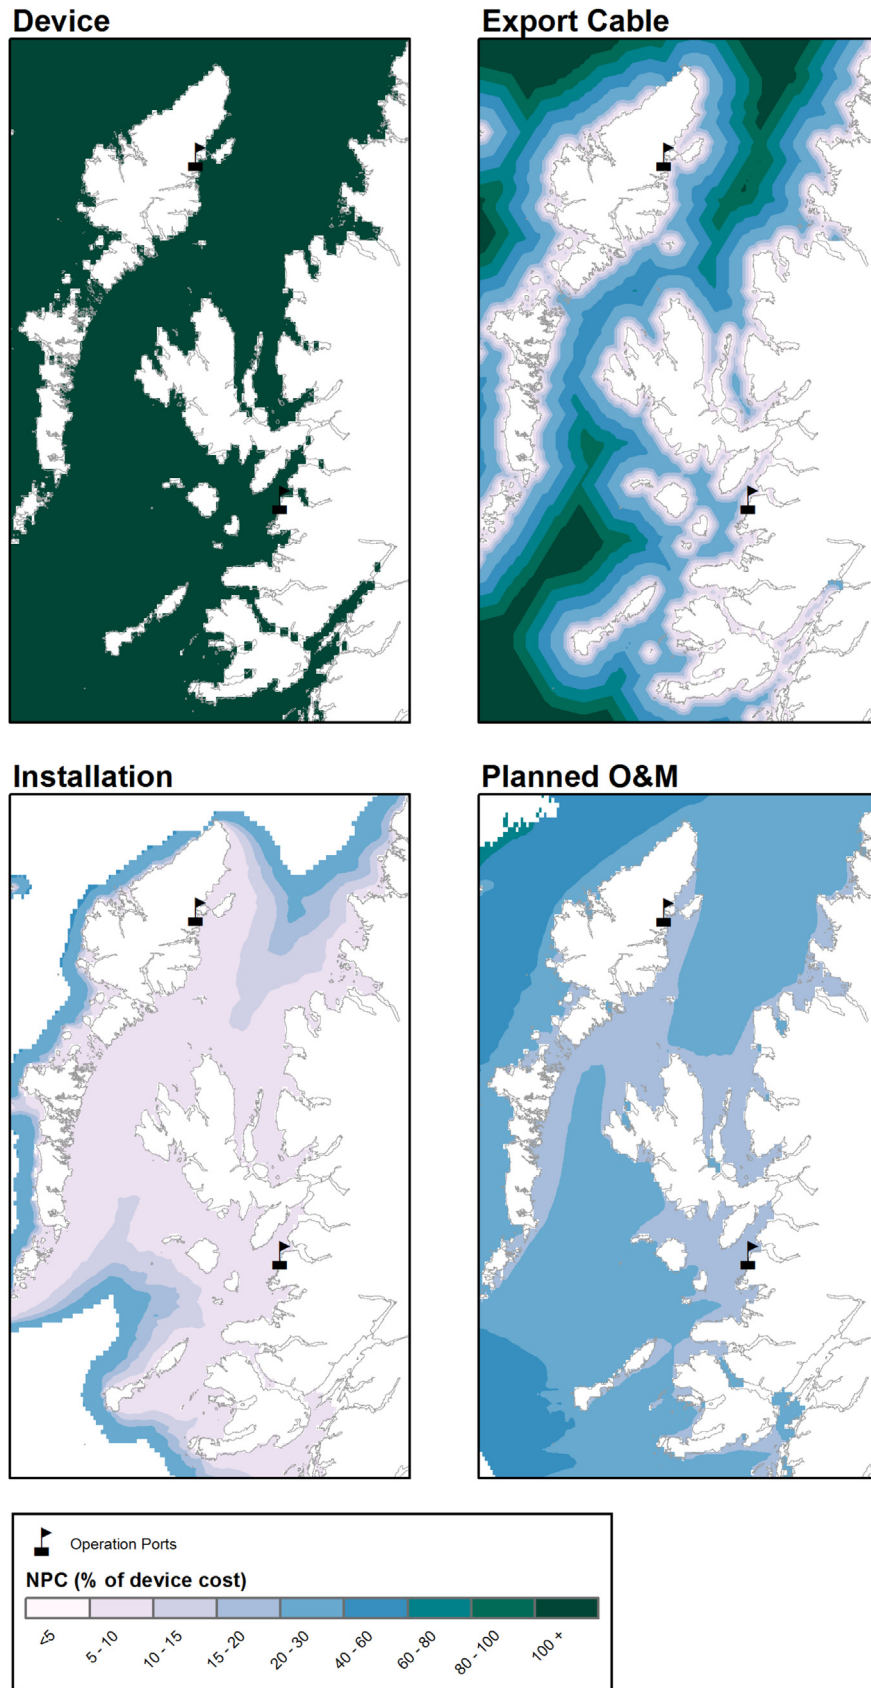 Device
Export Cable
Installation
Planned O&M
Operation Ports
NPC (% of device cost)
<5
5 - 10
10 - 15
15 - 20
20 - 30
40 - 60
60 - 80
80 - 100
100 +